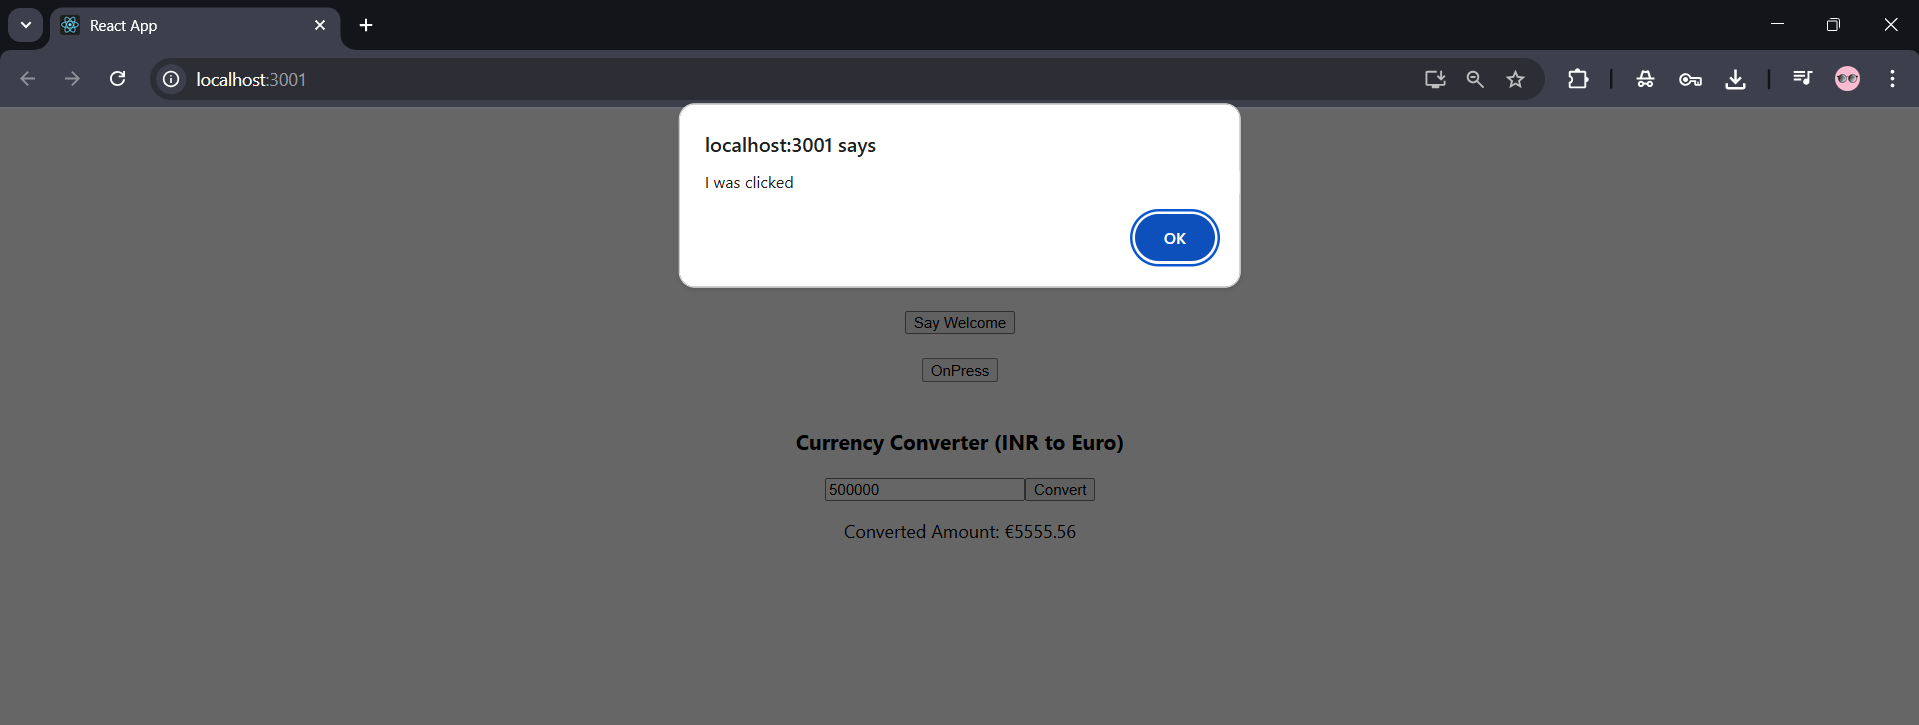 React App
localhost:3001
localhost:3001 says
I was clicked
OK
Say Welcome
OnPress
Currency Converter (INR to Euro)
500000 Convert
Converted Amount: €5555.56